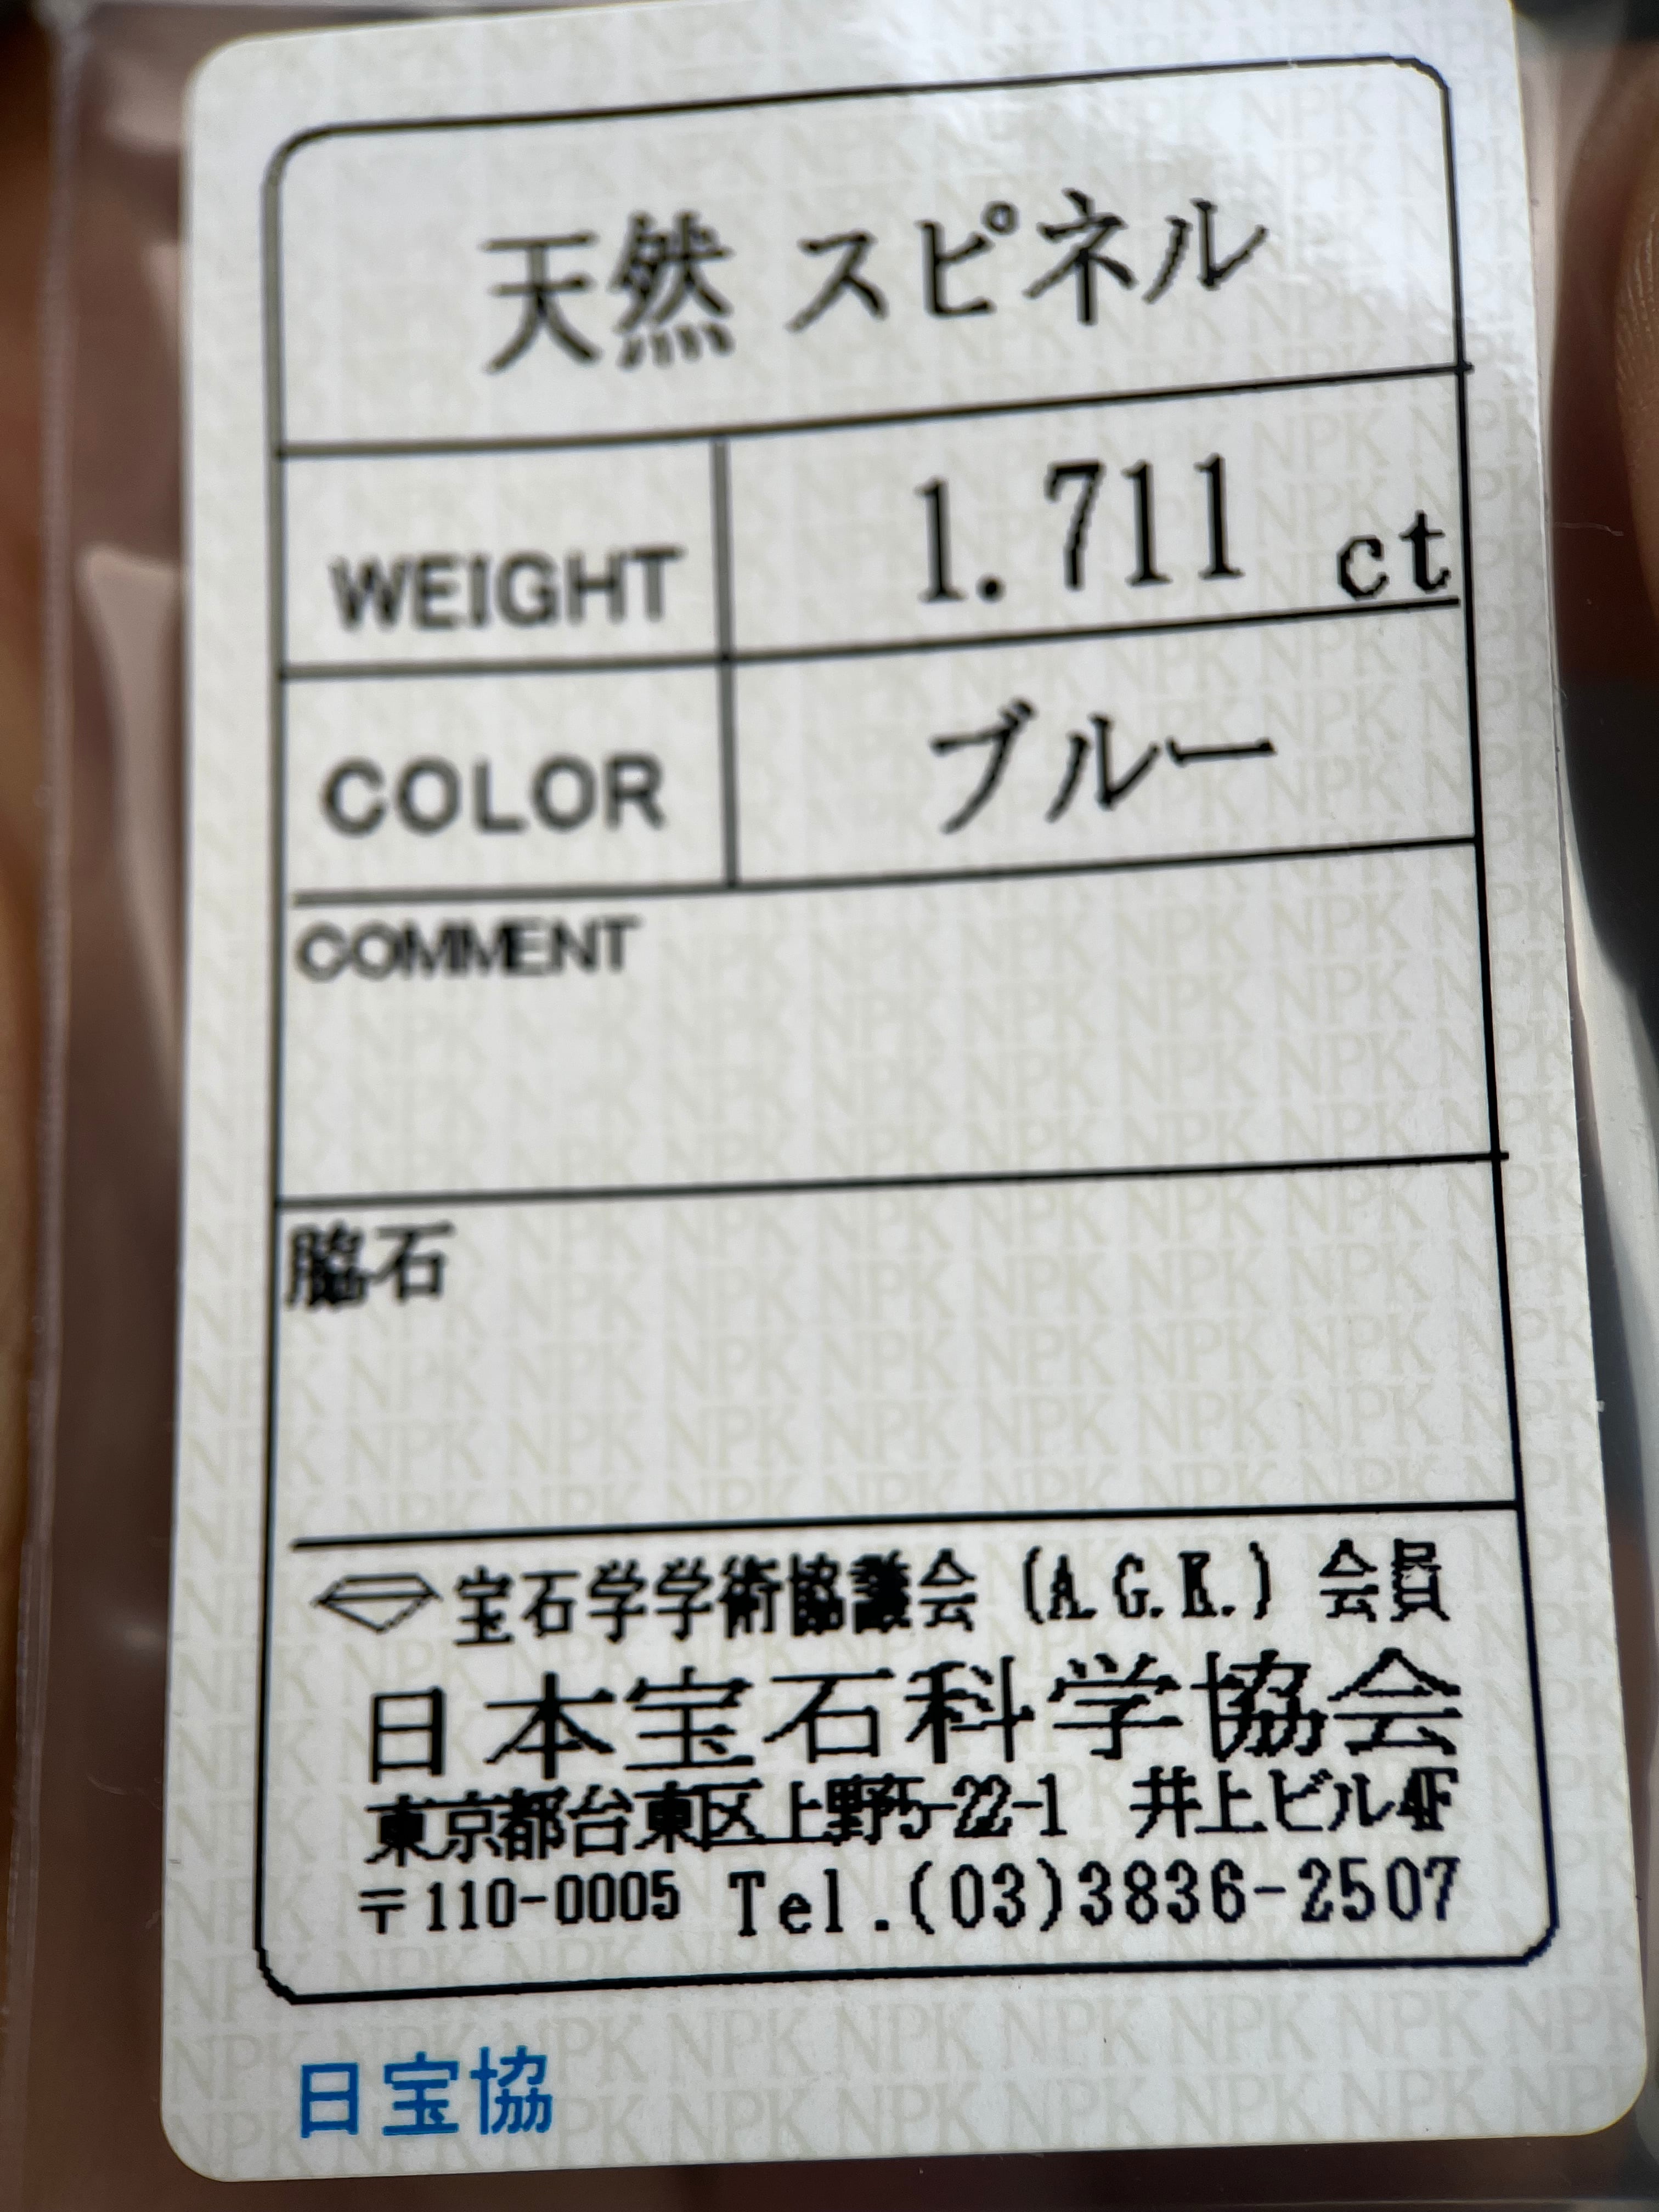 天然 スピネル
WEIGHT 1.711 ct
COLOR ブルー
COMMENT
脇石
宝石学学術協議会 (A.G.K.) 会員
日本宝石科学協会
東京都台東区上野5-22-1 井上ビル4F
〒110-0005 Tel.(03)3836-2507
日宝協